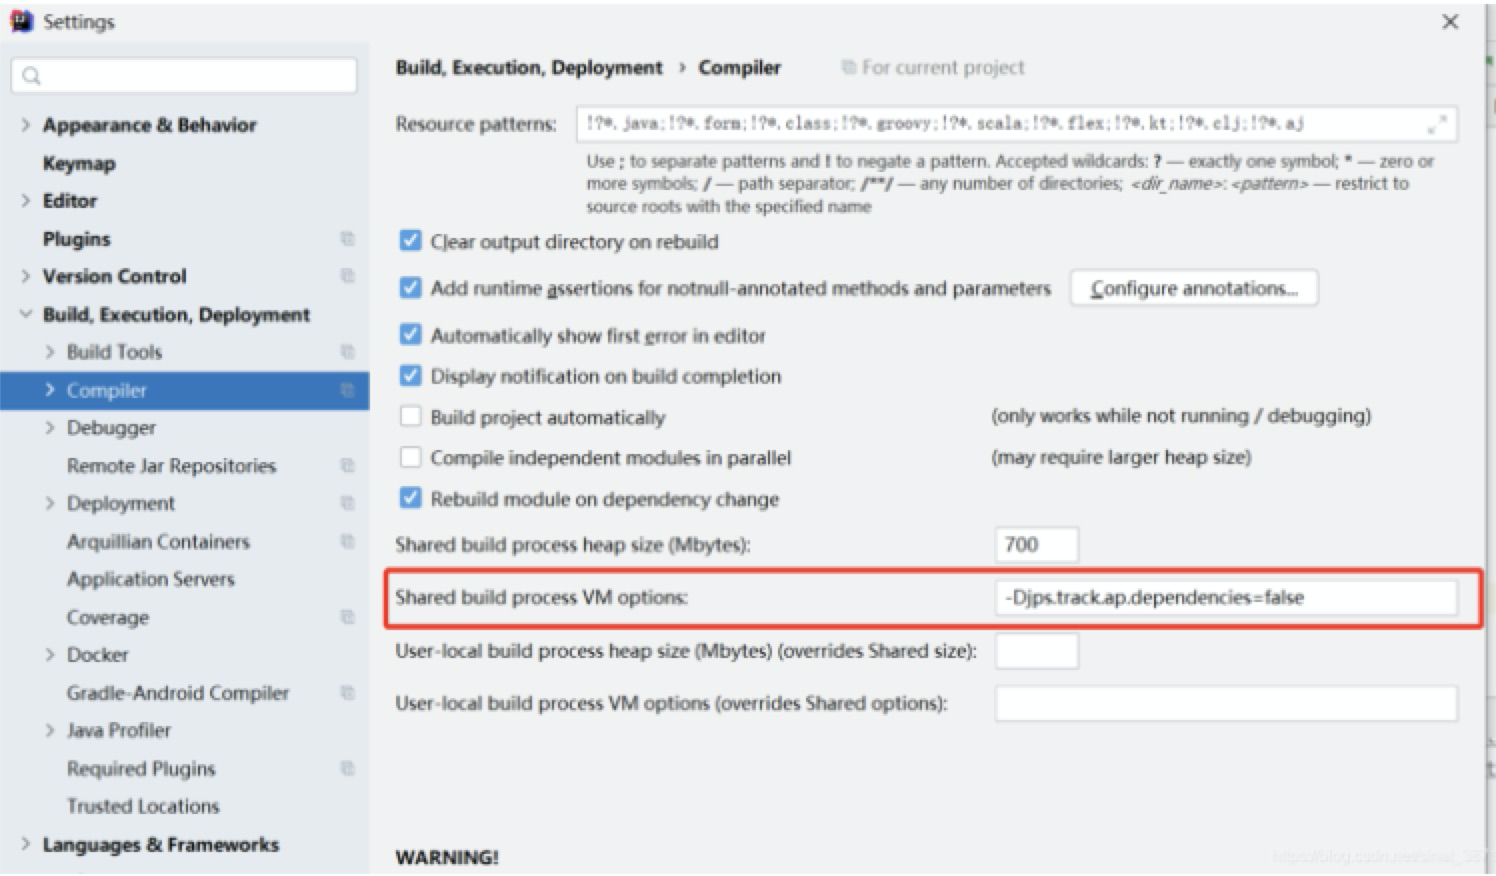 Settings
Build, Execution, Deployment › Compiler For current project
Appearance & Behavior
Keymap
Editor
Plugins
Version Control
Build, Execution, Deployment
Build Tools
Compiler
Debugger
Remote Jar Repositories
Deployment
Arquillian Containers
Application Servers
Coverage
Docker
Gradle-Android Compiler
Java Profiler
Required Plugins
Trusted Locations
Languages & Frameworks
Resource patterns: !?*.java;!?*.form;!?*.class;!?*.groovy;!?*.scala;!?*.flex;!?*.kt;!?*.clj;!?*.aj
Use ; to separate patterns and ! to negate a pattern. Accepted wildcards: ? — exactly one symbol; * — zero or
more symbols; / — path separator; /**/ — any number of directories; <dir_name>: <pattern> — restrict to
source roots with the specified name
Clear output directory on rebuild
Add runtime assertions for notnull-annotated methods and parameters Configure annotations...
Automatically show first error in editor
Display notification on build completion
Build project automatically (only works while not running / debugging)
Compile independent modules in parallel (may require larger heap size)
Rebuild module on dependency change
Shared build process heap size (Mbytes): 700
Shared build process VM options: -Djps.track.ap.dependencies=false
User-local build process heap size (Mbytes) (overrides Shared size):
User-local build process VM options (overrides Shared options):
WARNING!